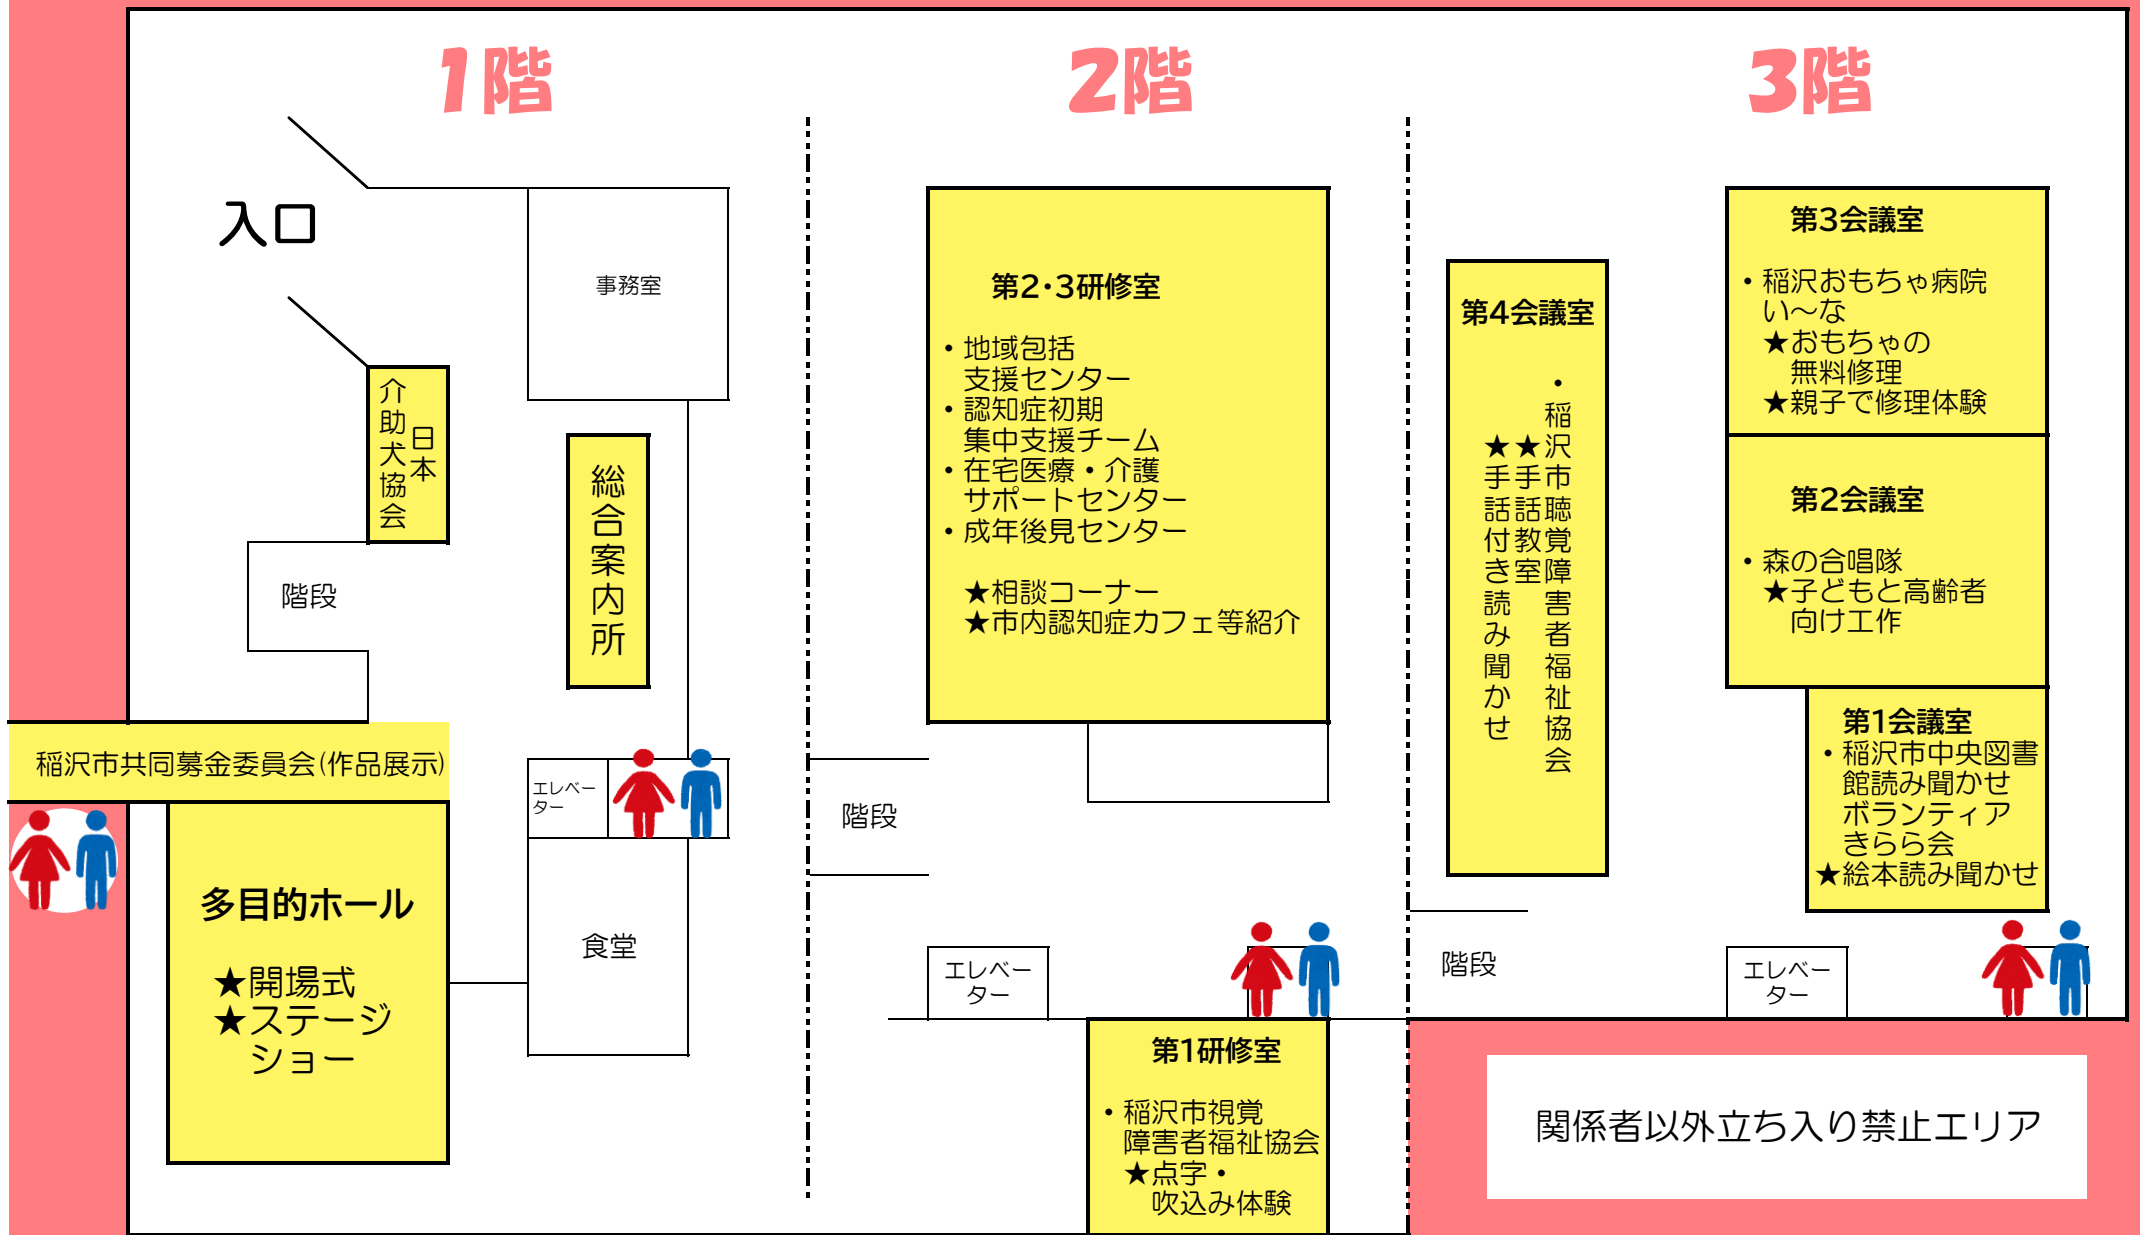 1階
入口
事務室
日本
介助犬協会
総合案内所
階段
稲沢市共同募金委員会(作品展示)
エレベー
ター
多目的ホール
★開場式
★ステージ
ショー
食堂
2階
第2・3研修室
・地域包括
支援センター
・認知症初期
集中支援チーム
・在宅医療・介護
サポートセンター
・成年後見センター
★相談コーナー
★市内認知症カフェ等紹介
階段
エレベー
ター
第1研修室
・稲沢市視覚
障害者福祉協会
★点字・
吹込み体験
3階
第4会議室
・稲沢市聴覚障害者福祉協会
★手話教室
★手話付き読み聞かせ
第3会議室
・稲沢おもちゃ病院
い～な
★おもちゃの
無料修理
★親子で修理体験
第2会議室
・森の合唱隊
★子どもと高齢者
向け工作
第1会議室
・稲沢市中央図書
館読み聞かせ
ボランティア
きらら会
★絵本読み聞かせ
階段
エレベー
ター
関係者以外立ち入り禁止エリア